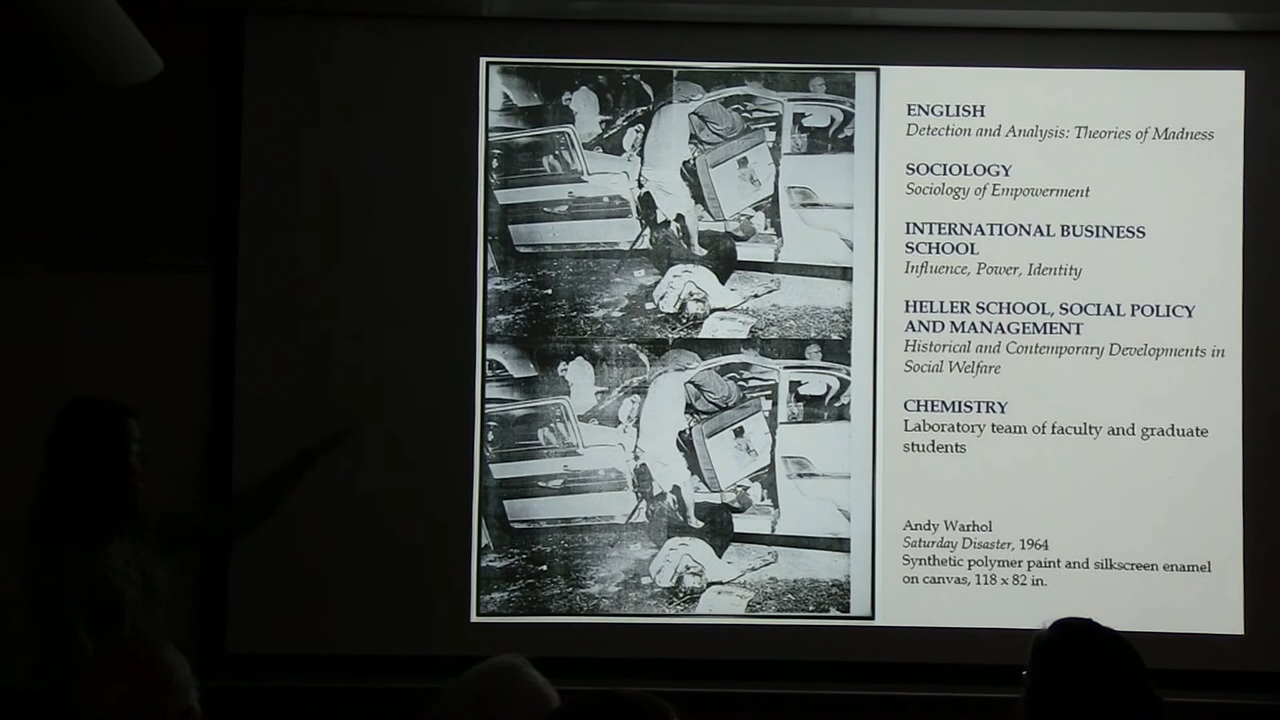 ENGLISH
Detection and Analysis: Theories of Madness
SOCIOLOGY
Sociology of Empowerment
INTERNATIONAL BUSINESS
SCHOOL
Influence, Power, Identity
HELLER SCHOOL, SOCIAL POLICY
AND MANAGEMENT
Historical and Contemporary Developments in
Social Welfare
CHEMISTRY
Laboratory team of faculty and graduate
students
Andy Warhol
Saturday Disaster, 1964
Synthetic polymer paint and silkscreen enamel
on canvas, 118 x 82 in.